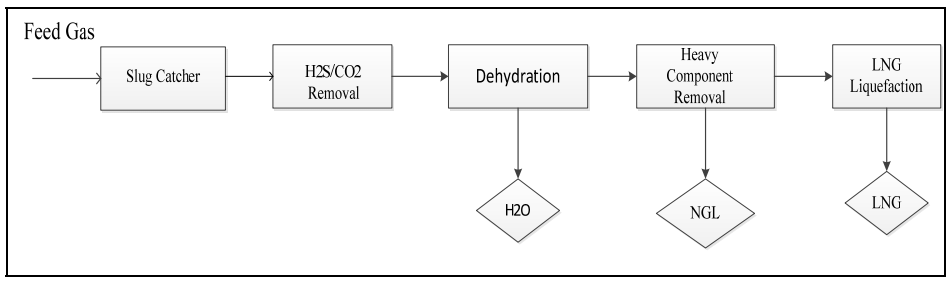 Feed Gas
Slug Catcher
H2S/CO2
Removal
Dehydration
Heavy
Component
Removal
LNG
Liquefaction
H2O
NGL
LNG